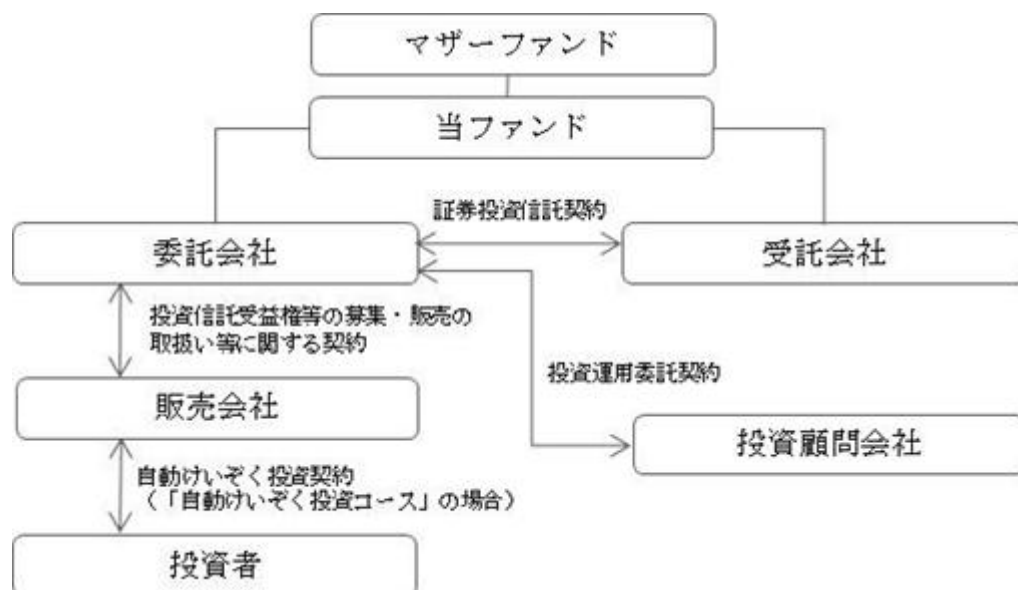 マザーファンド
当ファンド
証券投資信託契約
委託会社
受託会社
投資信託受益権等の募集・販売の
取扱い等に関する契約
投資運用委託契約
販売会社
投資顧問会社
自動けいぞく投資契約
(「自動けいぞく投資コース」の場合)
投資者